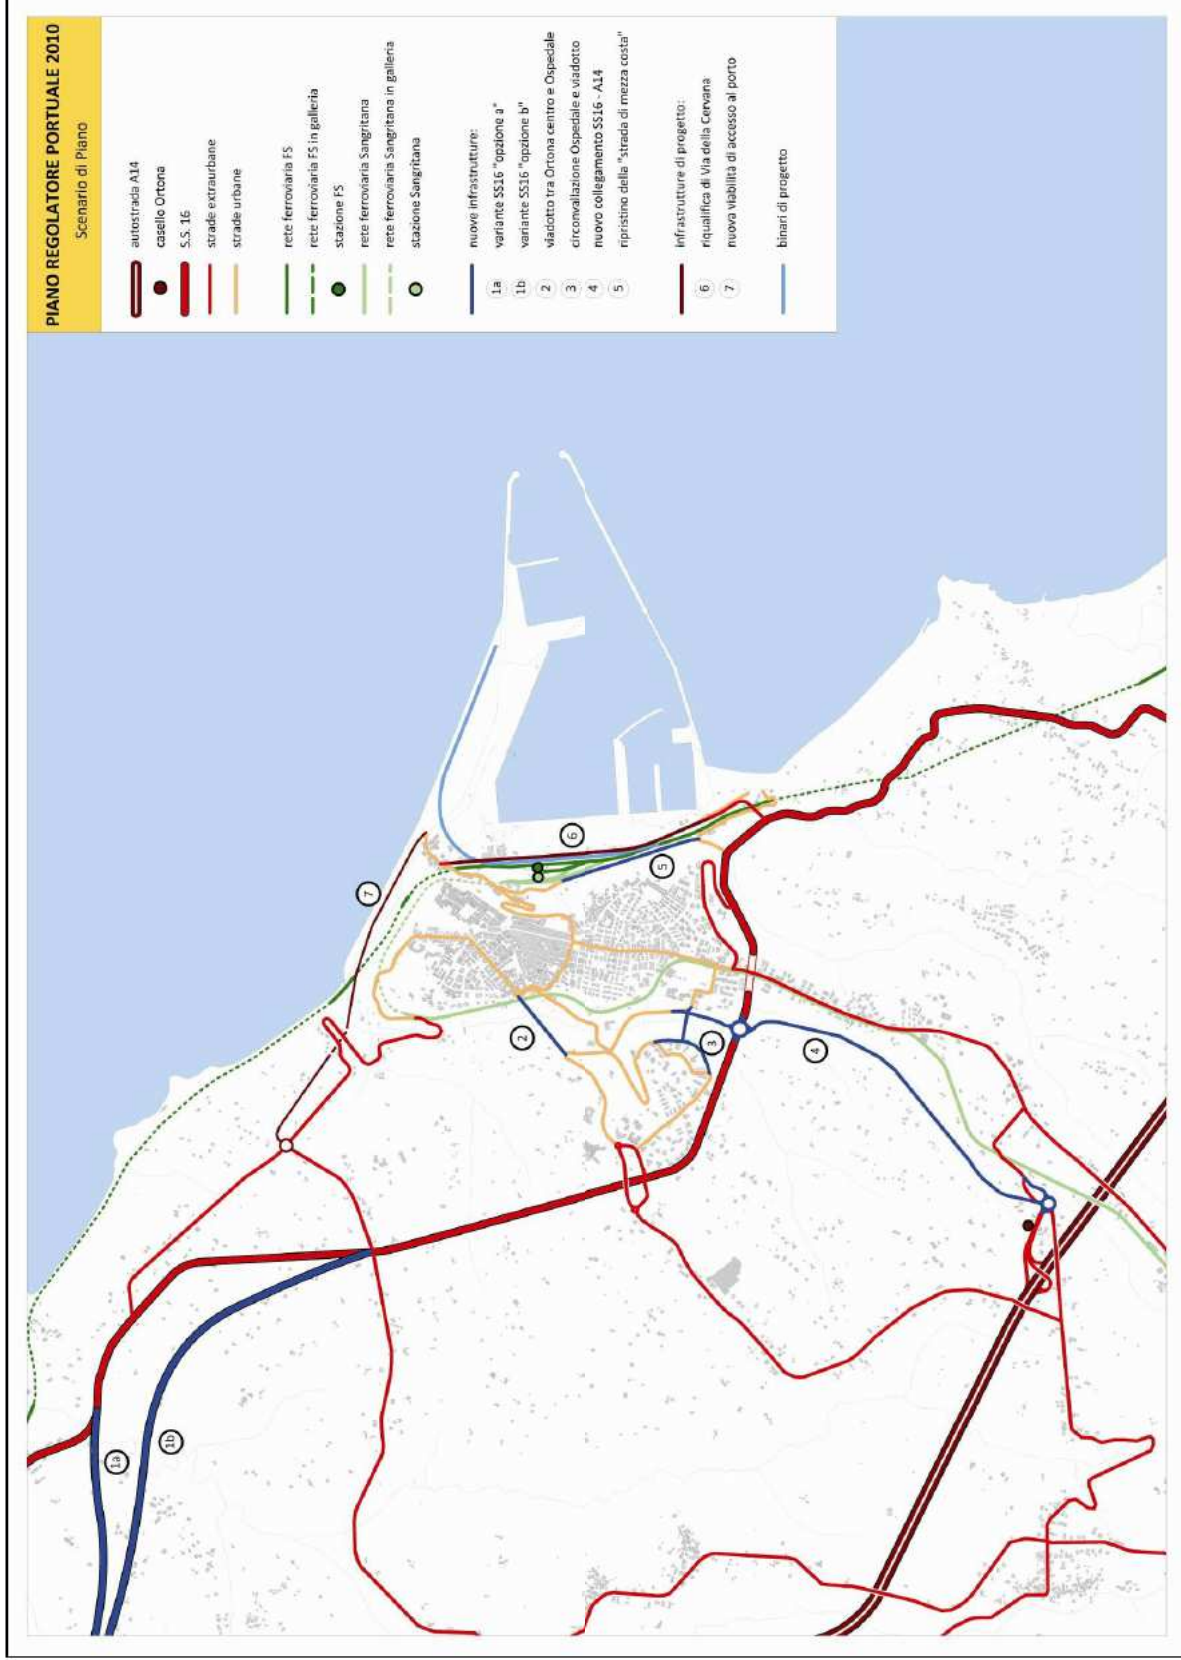 PIANO REGOLATORE PORTUALE 2010
Scenario di Piano
autostrada A14
casello Ortona
S.S. 16
strade extraurbane
strade urbane
rete ferroviaria FS
rete ferroviaria FS in galleria
stazione FS
rete ferroviaria Sangritana
rete ferroviaria Sangritana in galleria
stazione Sangritana
nuove infrastrutture:
1a variante SS16 "opzione a"
1b variante SS16 "opzione b"
2 viadotto tra Ortona centro e Ospedale
3 circonvallazione Ospedale e viadotto
4 nuovo collegamento SS16 - A14
5 ripristino della "strada di mezza costa"
infrastrutture di progetto:
6 riqualifica di Via della Cervana
7 nuova viabilità di accesso al porto
binari di progetto
1a
1b
2
3
4
5
6
7